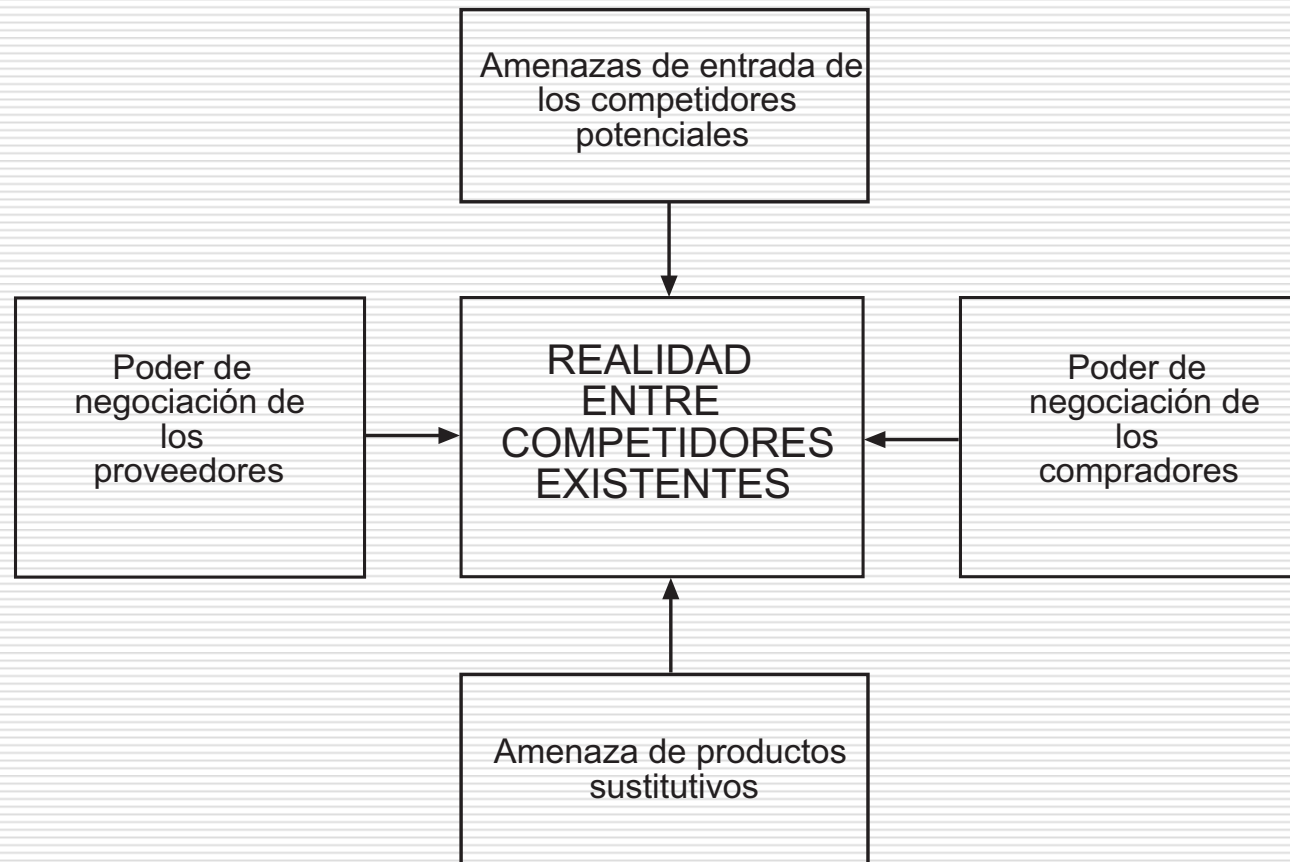 Amenazas de entrada de
los competidores
potenciales
Poder de
negociación de
los
proveedores
REALIDAD
ENTRE
COMPETIDORES
EXISTENTES
Poder de
negociación de
los
compradores
Amenaza de productos
sustitutivos